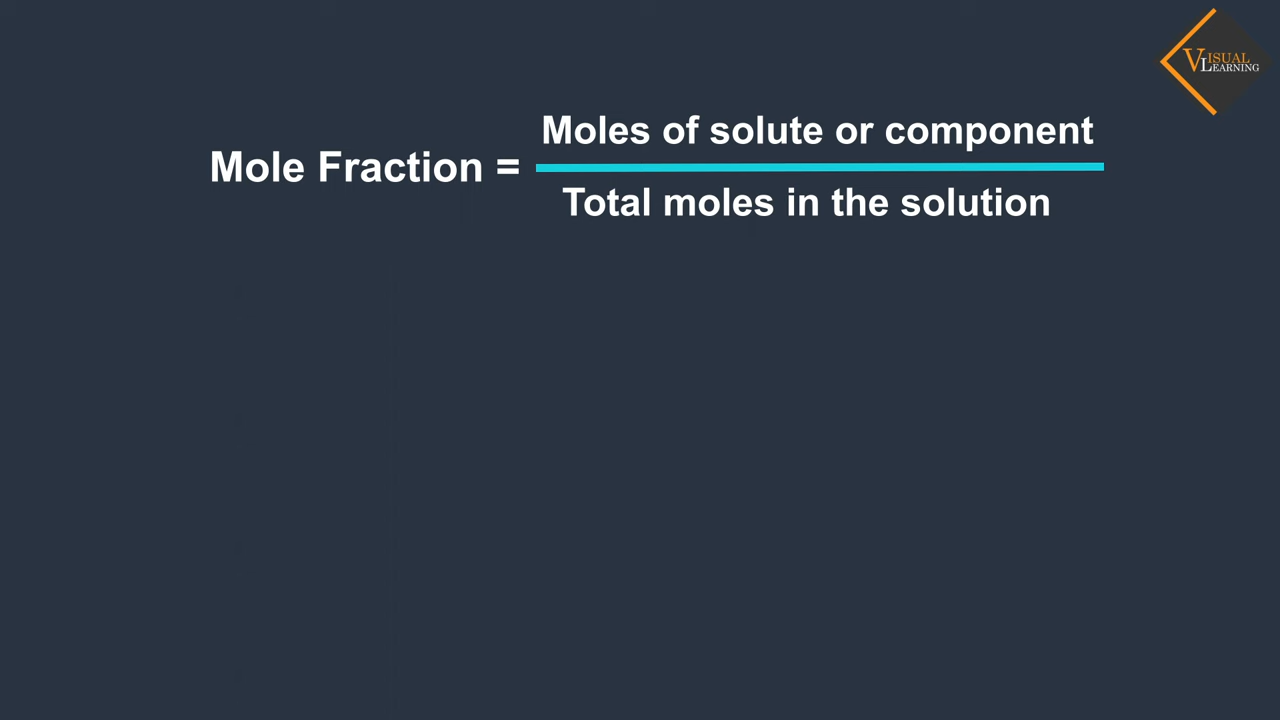 VISUAL
LEARNING
Moles of solute or component
Mole Fraction =
Total moles in the solution